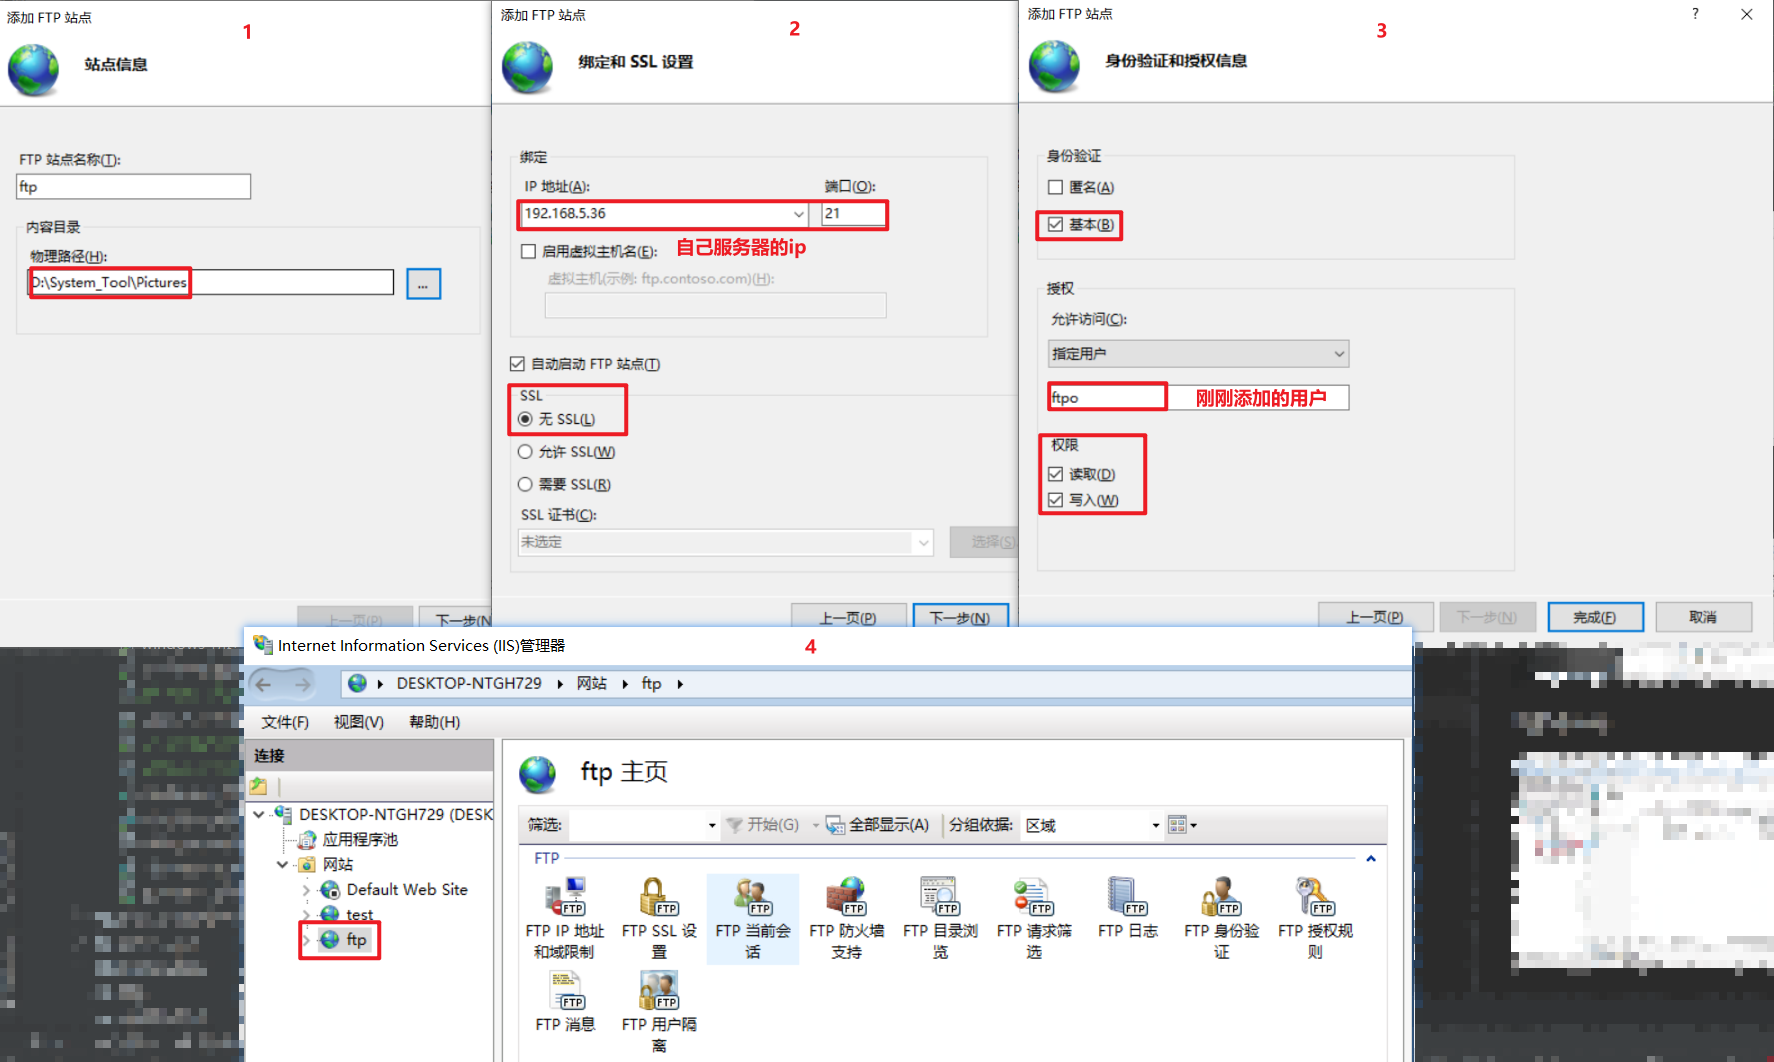 添加 FTP 站点
1
站点信息
FTP 站点名称(T):
ftp
内容目录
物理路径(H):
D:\System_Tool\Pictures
...
上一页(P)
下一步(N
添加 FTP 站点
2
绑定和 SSL 设置
绑定
IP 地址(A):
端口(O):
192.168.5.36
21
启用虚拟主机名(E):
自己服务器的ip
虚拟主机(示例: ftp.contoso.com)(H):
自动启动 FTP 站点(T)
SSL
无 SSL(L)
允许 SSL(W)
需要 SSL(R)
SSL 证书(C):
未选定
选择(S)
上一页(P)
下一步(N)
添加 FTP 站点
?
3
身份验证和授权信息
身份验证
匿名(A)
基本(B)
授权
允许访问(C):
指定用户
ftpo
刚刚添加的用户
权限
读取(D)
写入(W)
上一页(P)
下一步(N)
完成(F)
取消
Internet Information Services (IIS)管理器
4
DESKTOP-NTGH729
网站
ftp
文件(F)
视图(V)
帮助(H)
连接
DESKTOP-NTGH729 (DESK
应用程序池
网站
Default Web Site
test
ftp
ftp 主页
筛选:
开始(G)
全部显示(A)
分组依据:
区域
FTP
FTP IP 地址
和域限制
FTP SSL 设
置
FTP 当前会
话
FTP 防火墙
支持
FTP 目录浏
览
FTP 请求筛
选
FTP 日志
FTP 身份验
证
FTP 授权规
则
FTP 消息
FTP 用户隔
离